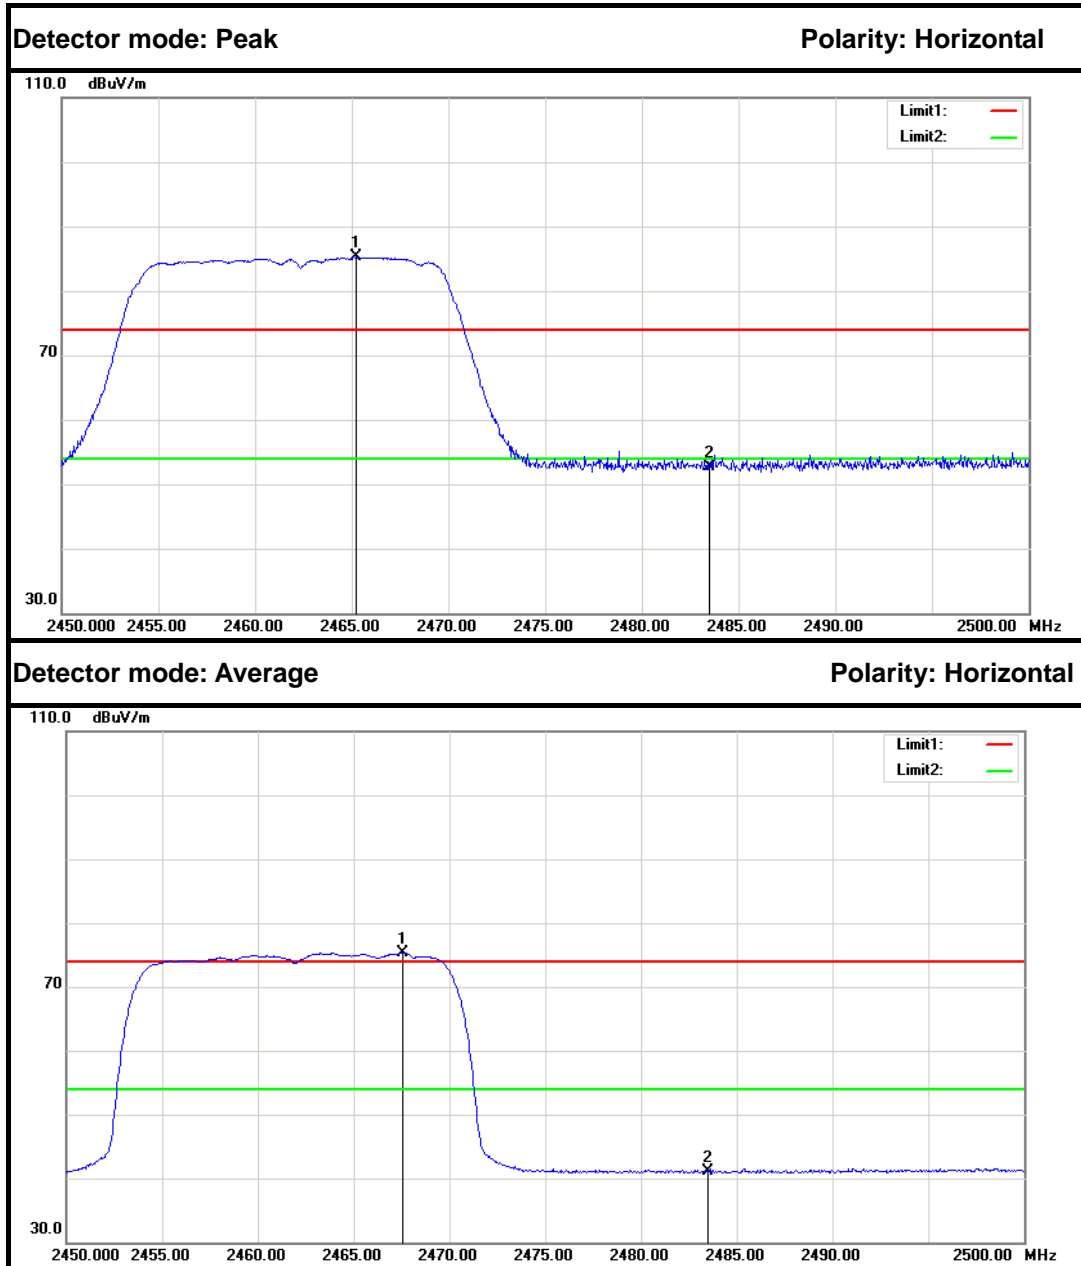 Detector mode: Peak Polarity: Horizontal
110.0 dBuV/m
Limit1:
Limit2:
1
70
2
30.0
2450.000 2455.00 2460.00 2465.00 2470.00 2475.00 2480.00 2485.00 2490.00 2500.00 MHz
Detector mode: Average Polarity: Horizontal
110.0 dBuV/m
Limit1:
Limit2:
1
70
2
30.0
2450.000 2455.00 2460.00 2465.00 2470.00 2475.00 2480.00 2485.00 2490.00 2500.00 MHz